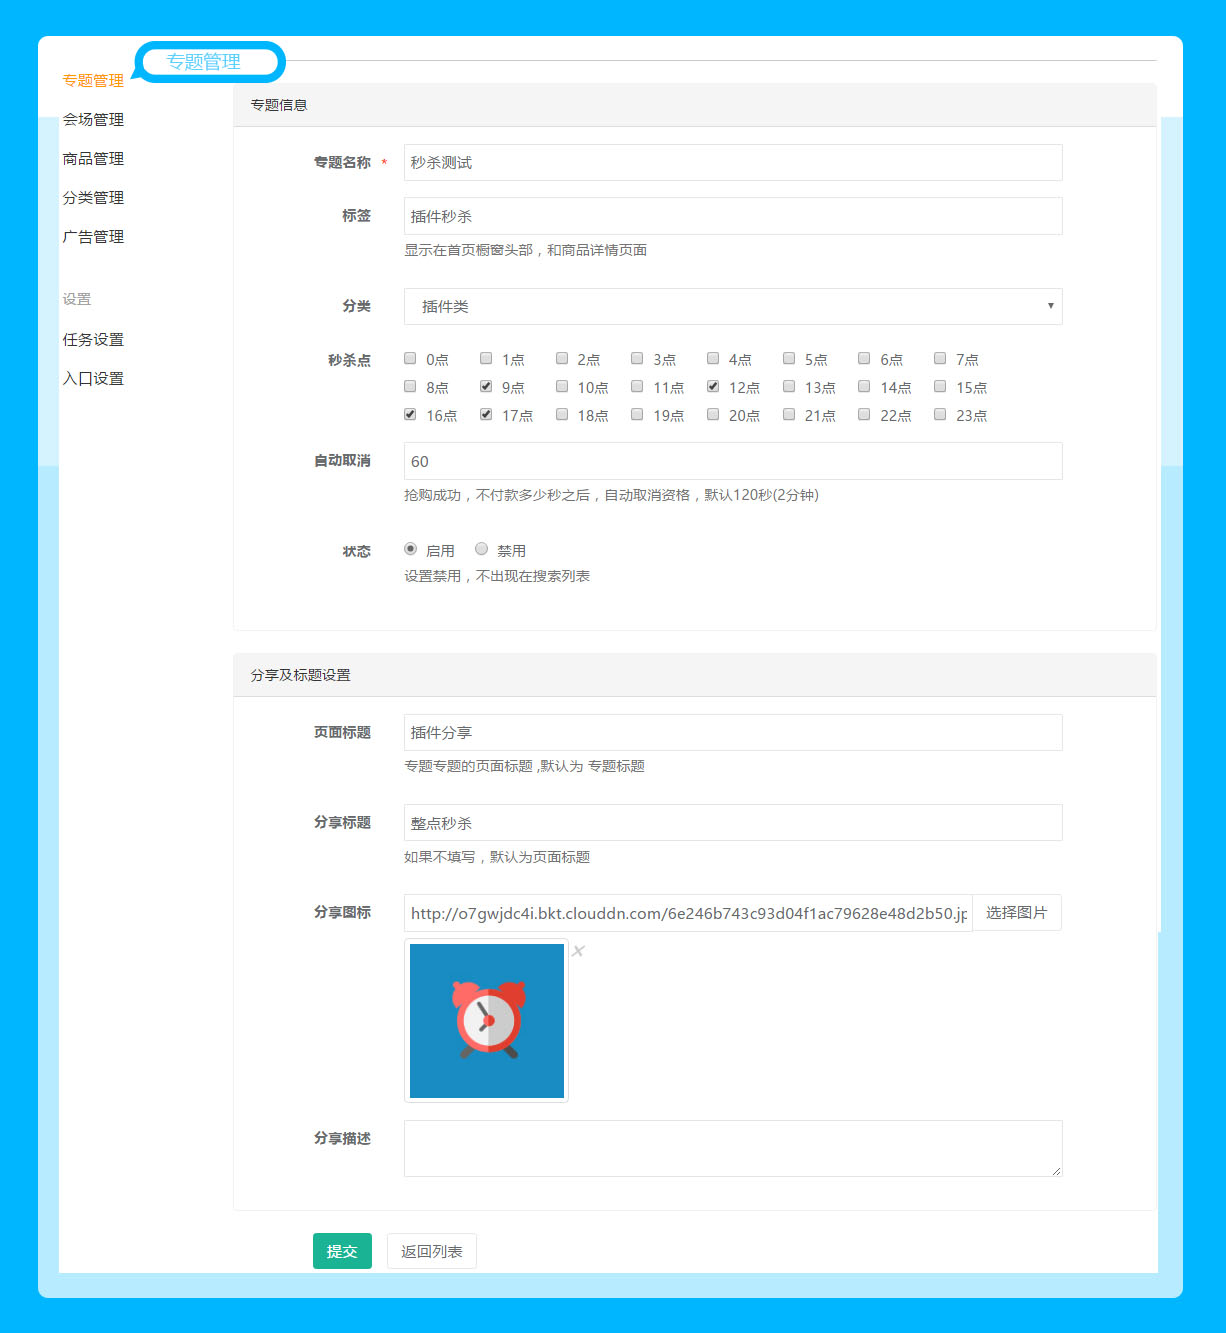 专题管理
专题管理
会场管理
商品管理
分类管理
广告管理
设置
任务设置
入口设置
专题信息
专题名称 * 秒杀测试
标签 插件秒杀
显示在首页橱窗头部，和商品详情页面
分类 插件类
秒杀点 0点 1点 2点 3点 4点 5点 6点 7点
8点 9点 10点 11点 12点 13点 14点 15点
16点 17点 18点 19点 20点 21点 22点 23点
自动取消 60
抢购成功，不付款多少秒之后，自动取消资格，默认120秒(2分钟)
状态 启用 禁用
设置禁用，不出现在搜索列表
分享及标题设置
页面标题 插件分享
专题专题的页面标题 ,默认为 专题标题
分享标题 整点秒杀
如果不填写，默认为页面标题
分享图标 http://o7gwjdc4i.bkt.clouddn.com/6e246b743c93d04f1ac79628e48d2b50.jp 选择图片
分享描述
提交 返回列表